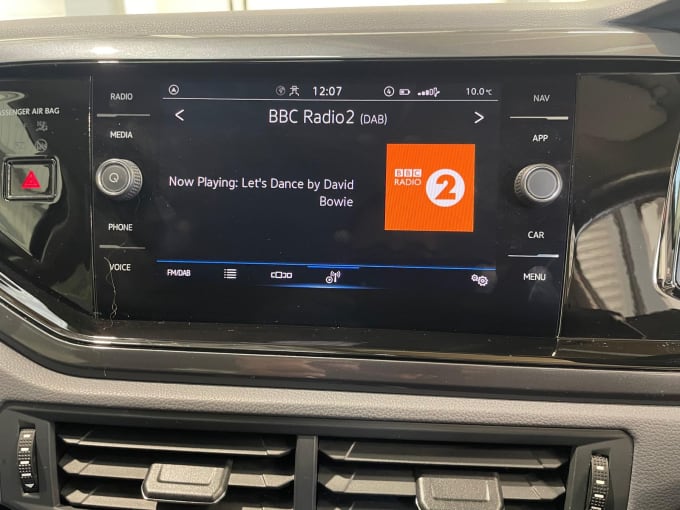 12:07
10.0°C
RADIO
BBC Radio2 (DAB)
NAV
PASSENGER AIR BAG
MEDIA
APP
BBC
RADIO 2
Now Playing: Let's Dance by David
Bowie
PHONE
CAR
VOICE
FM/DAB
MENU